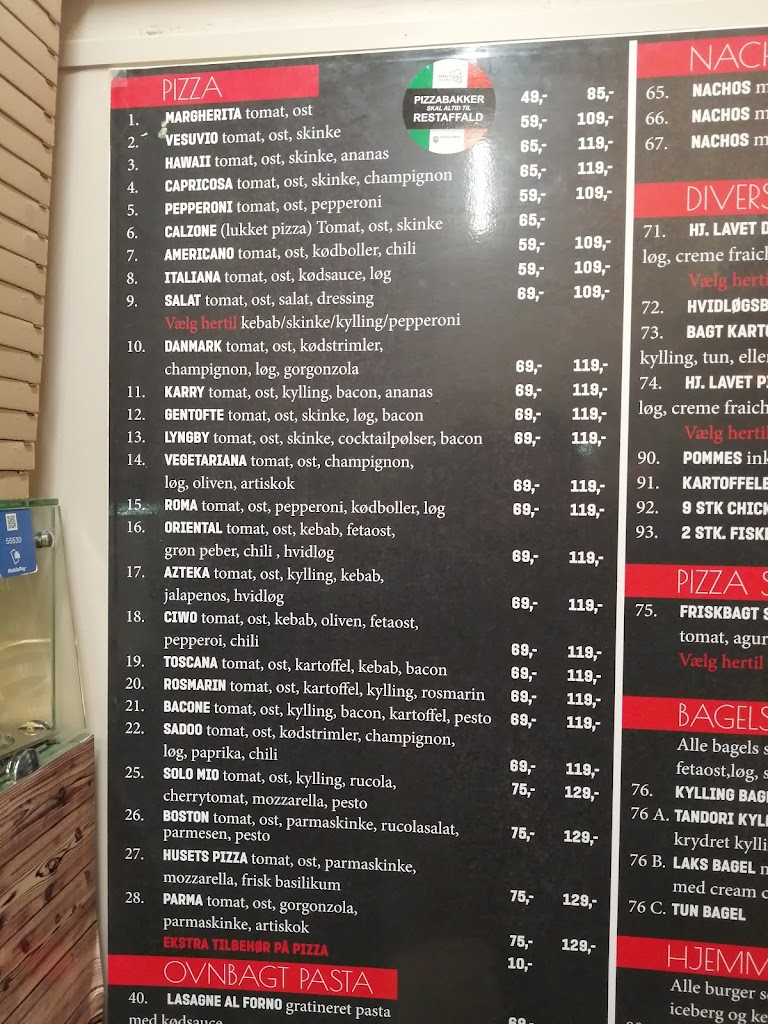 PIZZA
PIZZABAKKER
SKAL ALTID TIL
RESTAFFALD
1. MARGHERITA tomat, ost 49,- 85,-
2. VESUVIO tomat, ost, skinke 59,- 109,-
3. HAWAII tomat, ost, skinke, ananas 65,- 119,-
4. CAPRICOSA tomat, ost, skinke, champignon 65,- 119,-
5. PEPPERONI tomat, ost, pepperoni 59,- 109,-
6. CALZONE (lukket pizza) Tomat, ost, skinke 65,-
7. AMERICANO tomat, ost, kødboller, chili 59,- 109,-
8. ITALIANA tomat, ost, kødsauce, løg 59,- 109,-
9. SALAT tomat, ost, salat, dressing 69,- 109,-
Vælg hertil kebab/skinke/kylling/pepperoni
10. DANMARK tomat, ost, kødstrimler,
champignon, løg, gorgonzola 69,- 119,-
11. KARRY tomat, ost, kylling, bacon, ananas 69,- 119,-
12. GENTOFTE tomat, ost, skinke, løg, bacon 69,- 119,-
13. LYNGBY tomat, ost, skinke, cocktailpølser, bacon 69,- 119,-
14. VEGETARIANA tomat, ost, champignon,
løg, oliven, artiskok 69,- 119,-
15. ROMA tomat, ost, pepperoni, kødboller, løg 69,- 119,-
16. ORIENTAL tomat, ost, kebab, fetaost,
grøn peber, chili , hvidløg 69,- 119,-
17. AZTEKA tomat, ost, kylling, kebab,
jalapenos, hvidløg 69,- 119,-
18. CIWO tomat, ost, kebab, oliven, fetaost,
pepperoi, chili 69,- 119,-
19. TOSCANA tomat, ost, kartoffel, kebab, bacon 69,- 119,-
20. ROSMARIN tomat, ost, kartoffel, kylling, rosmarin 69,- 119,-
21. BACONE tomat, ost, kylling, bacon, kartoffel, pesto 69,- 119,-
22. SADOO tomat, ost, kødstrimler, champignon,
løg, paprika, chili 69,- 119,-
25. SOLO MIO tomat, ost, kylling, rucola, 75,- 129,-
cherrytomat, mozzarella, pesto
26. BOSTON tomat, ost, parmaskinke, rucolasalat,
parmesen, pesto 75,- 129,-
27. HUSETS PIZZA tomat, ost, parmaskinke,
mozzarella, frisk basilikum 75,- 129,-
28. PARMA tomat, ost, gorgonzola,
parmaskinke, artiskok 75,- 129,-
EKSTRA TILBEHØR PÅ PIZZA 10,-
OVNBAGT PASTA
40. LASAGNE AL FORNO gratineret pasta
med kødsauce 69,-
65. NACHOS
66. NACHOS
67. NACHOS
71. HJ. LAVET
løg, creme
Vælg
72.
73. BAGT
kylling, tun,
74. HJ. LAVET
løg, creme
Vælg
90. POMMES
91.
92. 9 STK
93. 2 STK.
PIZZA
75. FRISKBAGT
tomat,
Vælg hertil
BAGELS
Alle bagels
fetaost, løg,
76. KYLLING
76 A. TANDORI
krydret
76 B. LAKS BAGEL
med cream
76 C. TUN BAGEL
Alle burger
iceberg og
55530
MobilePay